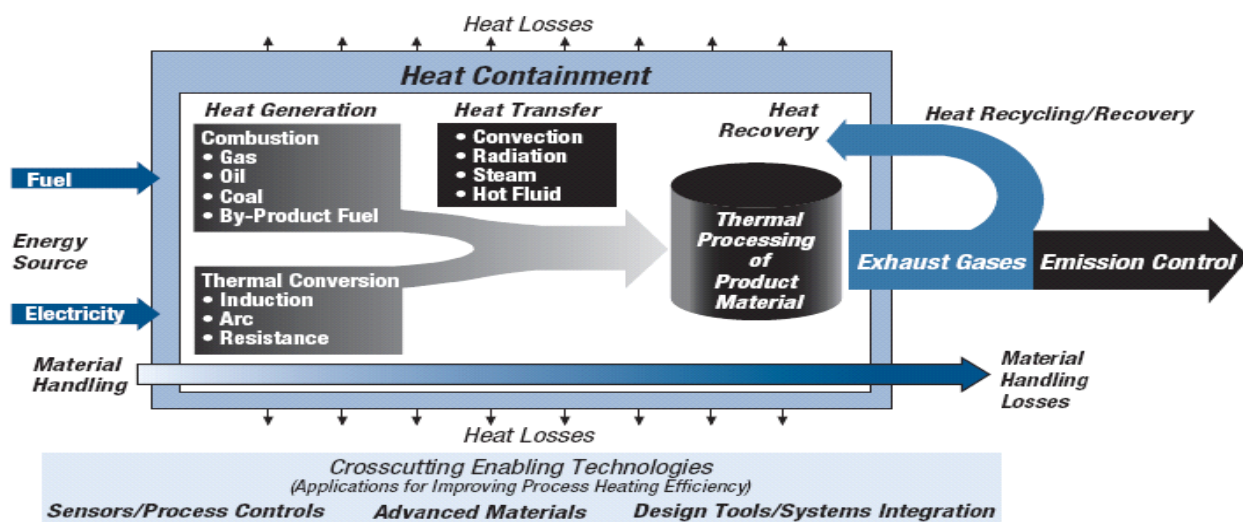 Heat Losses
Heat Containment
Heat Generation
Combustion
• Gas
• Oil
• Coal
• By-Product Fuel
Heat Transfer
• Convection
• Radiation
• Steam
• Hot Fluid
Heat
Recovery
Heat Recycling/Recovery
Fuel
Energy
Source
Electricity
Thermal Conversion
• Induction
• Arc
• Resistance
Thermal
Processing
of
Product
Material
Exhaust Gases
Emission Control
Material
Handling
Material
Handling
Losses
Heat Losses
Crosscutting Enabling Technologies
(Applications for Improving Process Heating Efficiency)
Sensors/Process Controls
Advanced Materials
Design Tools/Systems Integration